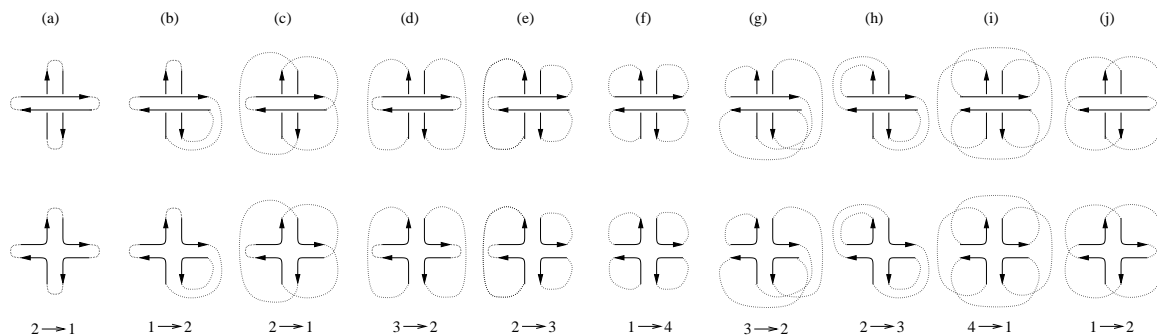 (a) (b) (c) (d) (e) (f) (g) (h) (i) (j)
2→1 1→2 2→1 3→2 2→3 1→4 3→2 2→3 4→1 1→2